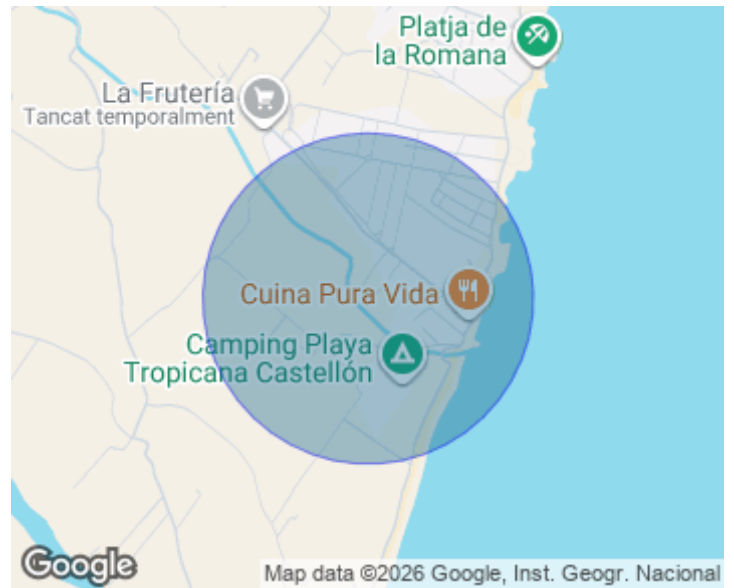 Platja de
la Romana
La Frutería
Tancat temporalment
Cuina Pura Vida
Camping Playa
Tropicana Castellón
Google
Map data ©2026 Google, Inst. Geogr. Nacional